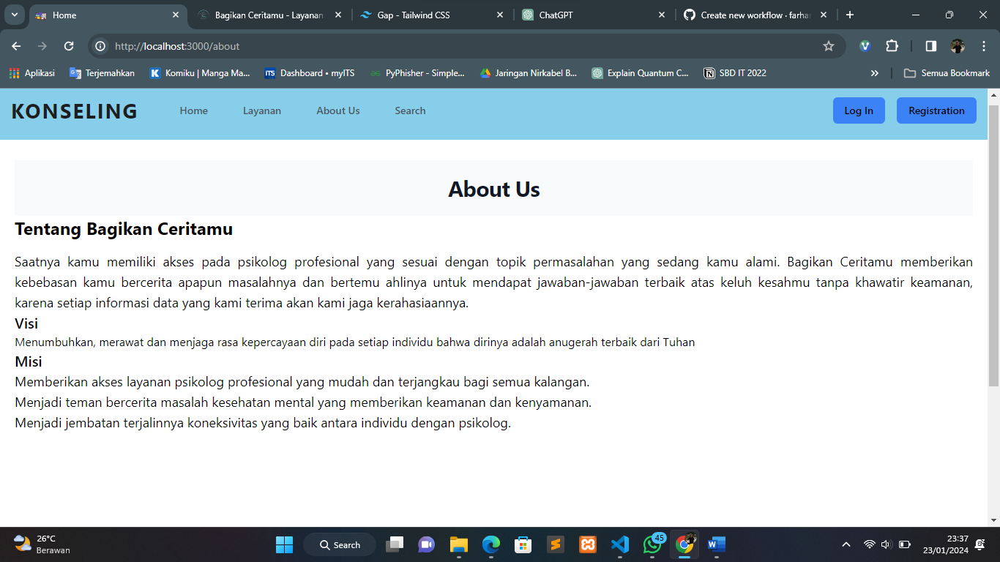 Home
Bagikan Ceritamu - Layanan
Gap - Tailwind CSS
ChatGPT
Create new workflow · farha
http://localhost:3000/about
Aplikasi
Terjemahkan
Komiku | Manga Ma...
Dashboard • myITS
PyPhisher - Simple...
Jaringan Nirkabel B...
Explain Quantum C...
SBD IT 2022
»
Semua Bookmark
KONSELING
Home
Layanan
About Us
Search
Log In
Registration
About Us
Tentang Bagikan Ceritamu
Saatnya kamu memiliki akses pada psikolog profesional yang sesuai dengan topik permasalahan yang sedang kamu alami. Bagikan Ceritamu memberikan
kebebasan kamu bercerita apapun masalahnya dan bertemu ahlinya untuk mendapat jawaban-jawaban terbaik atas keluh kesahmu tanpa khawatir keamanan,
karena setiap informasi data yang kami terima akan kami jaga kerahasiaannya.
Visi
Menumbuhkan, merawat dan menjaga rasa kepercayaan diri pada setiap individu bahwa dirinya adalah anugerah terbaik dari Tuhan
Misi
Memberikan akses layanan psikolog profesional yang mudah dan terjangkau bagi semua kalangan.
Menjadi teman bercerita masalah kesehatan mental yang memberikan keamanan dan kenyamanan.
Menjadi jembatan terjalinnya koneksivitas yang baik antara individu dengan psikolog.
26°C
Berawan
Search
45
23:37
23/01/2024